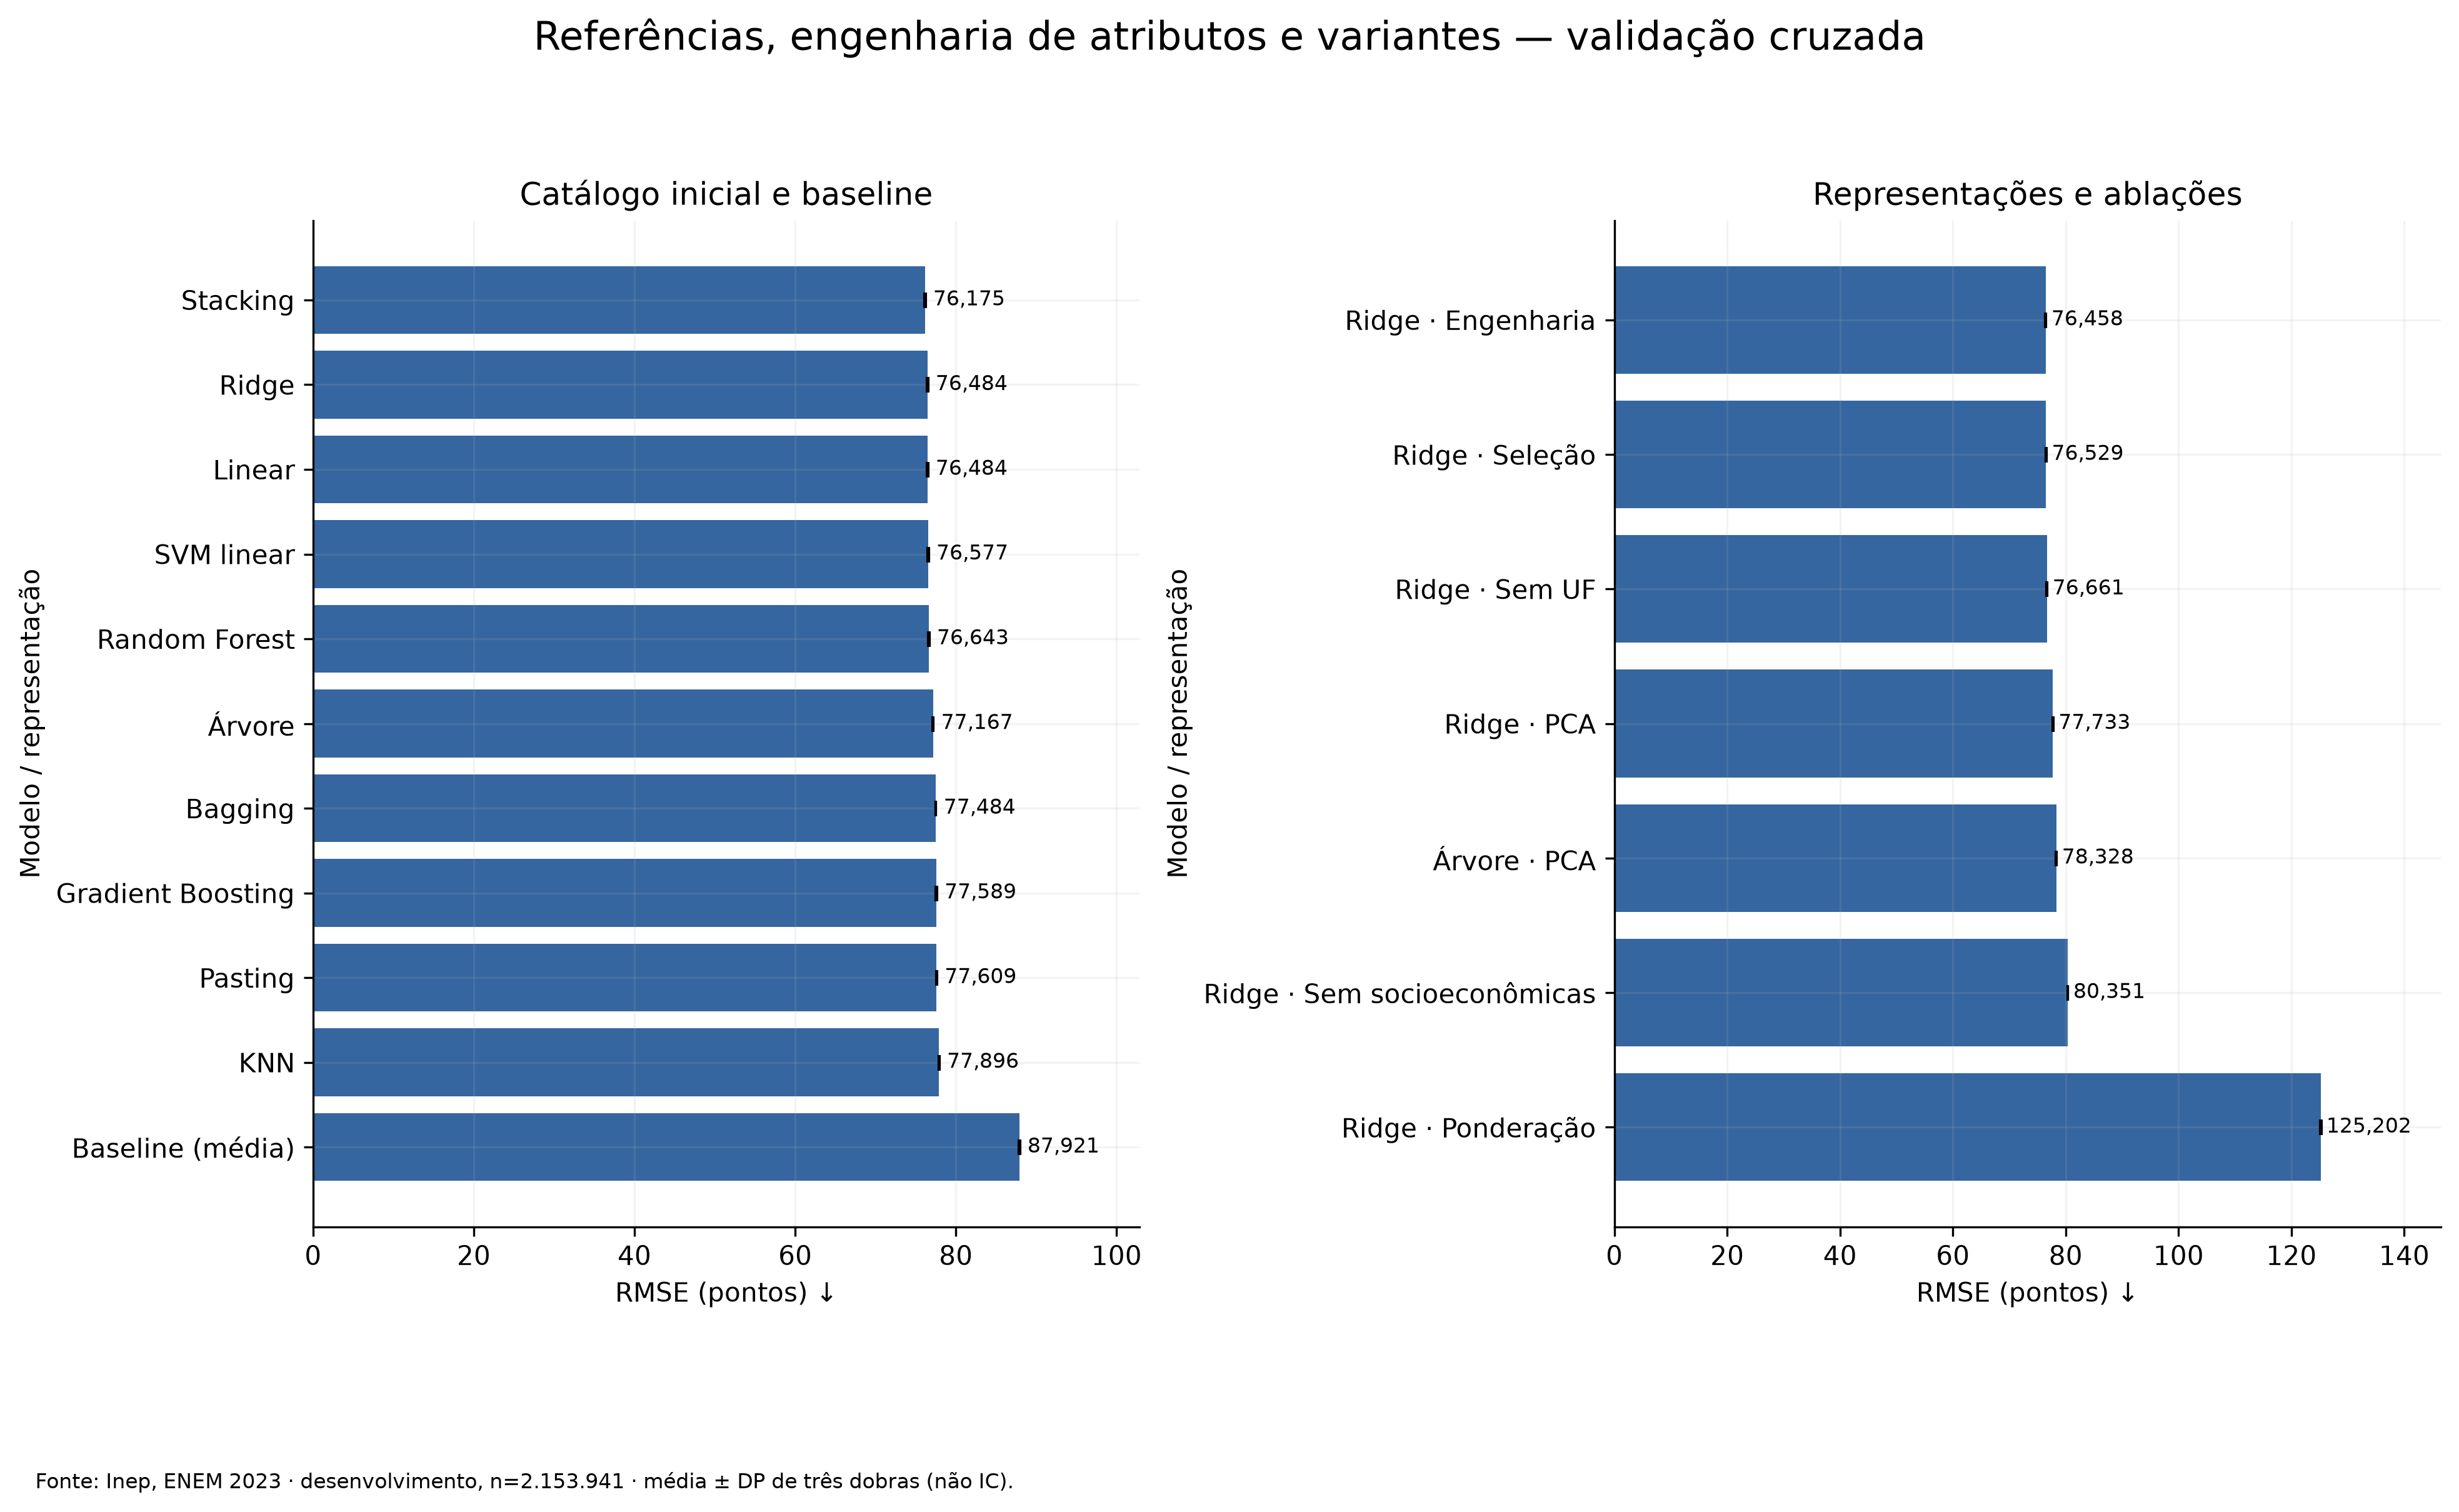 Referências, engenharia de atributos e variantes — validação cruzada
Catálogo inicial e baseline
Modelo / representação
Stacking
76,175
Ridge
76,484
Linear
76,484
SVM linear
76,577
Random Forest
76,643
Árvore
77,167
Bagging
77,484
Gradient Boosting
77,589
Pasting
77,609
KNN
77,896
Baseline (média)
87,921
0 20 40 60 80 100
RMSE (pontos) ↓
Representações e ablações
Modelo / representação
Ridge · Engenharia
76,458
Ridge · Seleção
76,529
Ridge · Sem UF
76,661
Ridge · PCA
77,733
Árvore · PCA
78,328
Ridge · Sem socioeconômicas
80,351
Ridge · Ponderação
125,202
0 20 40 60 80 100 120 140
RMSE (pontos) ↓
Fonte: Inep, ENEM 2023 · desenvolvimento, n=2.153.941 · média ± DP de três dobras (não IC).